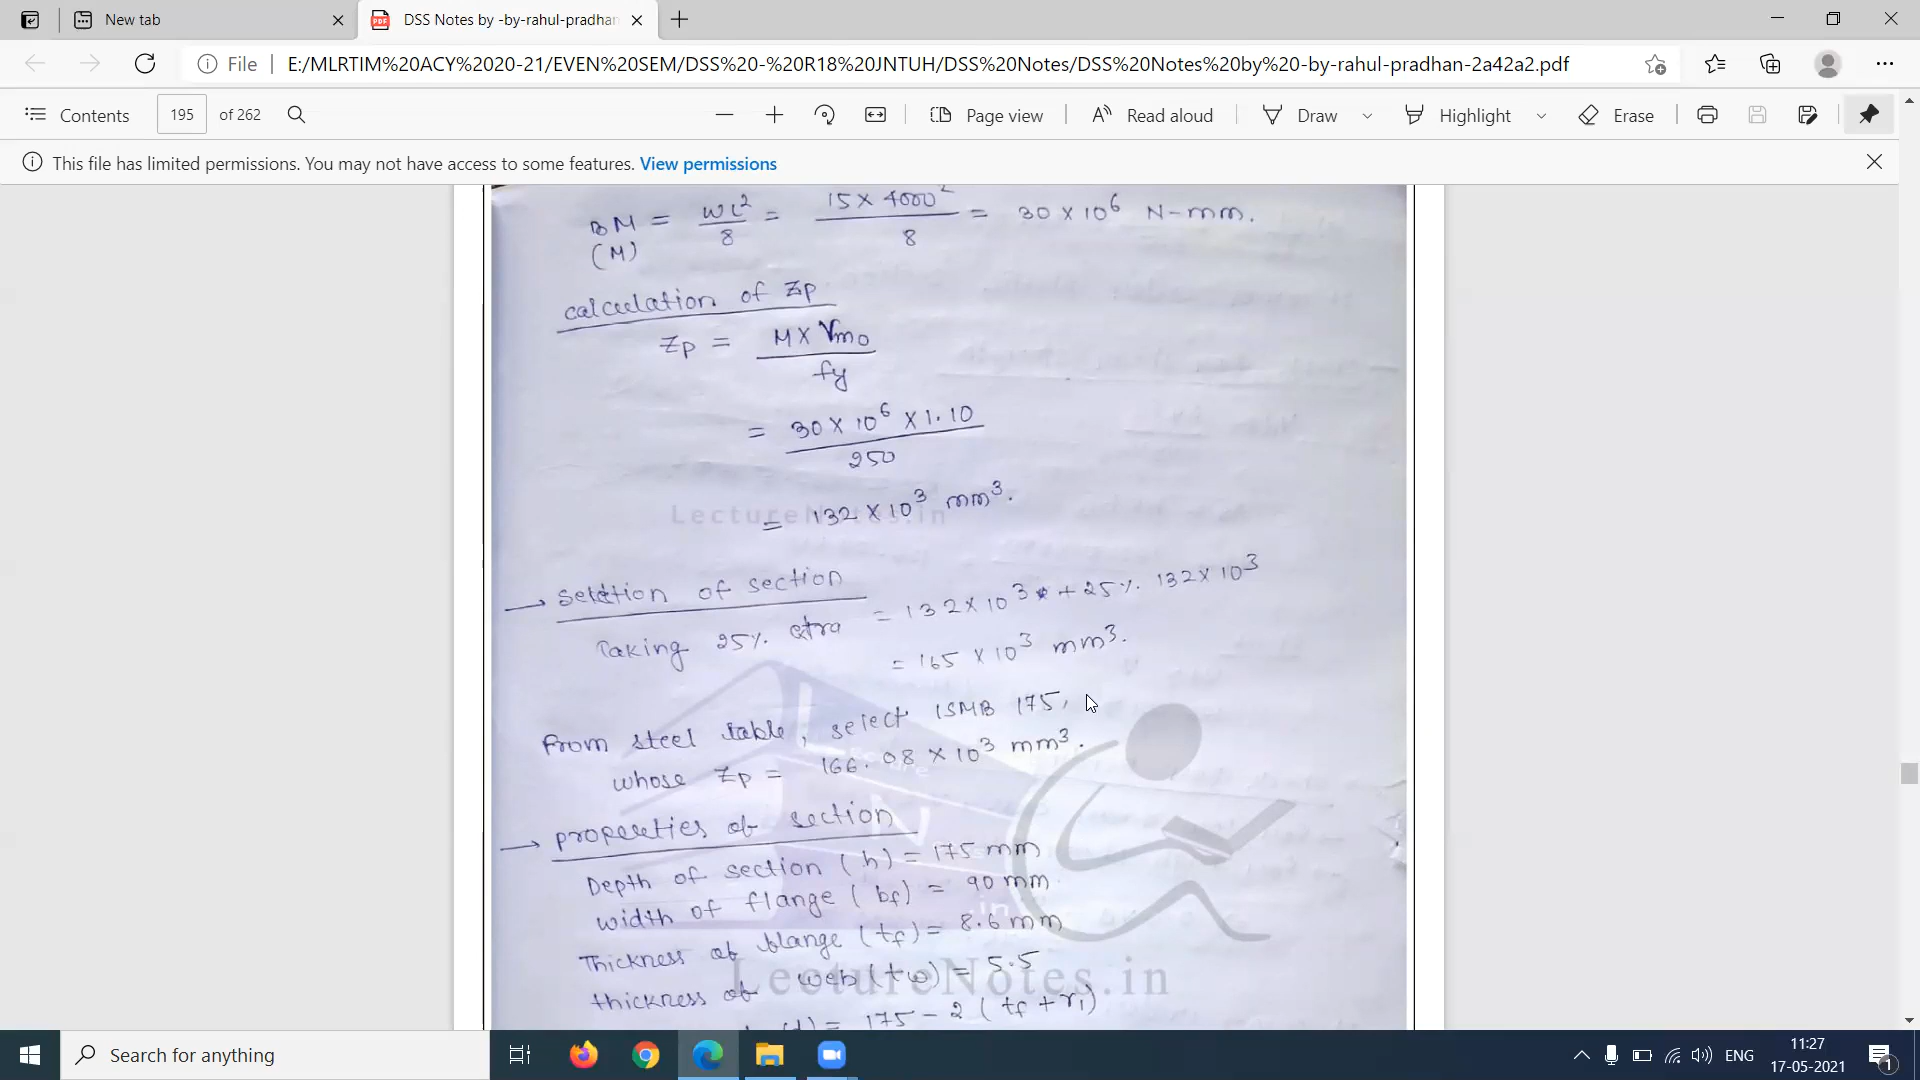 New tab
DSS Notes by -by-rahul-pradhan
File
E:/MLRTIM%20ACY%2020-21/EVEN%20SEM/DSS%20-%20R18%20JNTUH/DSS%20Notes/DSS%20Notes%20by%20-by-rahul-pradhan-2a42a2.pdf
Contents 195 of 262 Page view Read aloud Draw Highlight Erase
This file has limited permissions. You may not have access to some features. View permissions
BM = wl²/8 = 15 × 4000²/8 = 30 × 10⁶ N-mm.
(M)
calculation of Zp
Zp = M × γmo / fy
= 30 × 10⁶ × 1.10 / 250
= 132 × 10³ mm³.
LectureNotes.in
→ seletion of section
Taking 25% extra = 132 × 10³ + 25% 132 × 10³
= 165 × 10³ mm³.
From steel table, select ISMB 175,
whose Zp = 166.08 × 10³ mm³.
→ properties of section
Depth of section (h) = 175 mm
width of flange (bf) = 90 mm
Thickness of flange (tf) = 8.6 mm
thickness of web (tw) = 5.5
LectureNotes.in
(d) = 175 - 2 (tf + r1)
Search for anything
ENG
11:27
17-05-2021
1